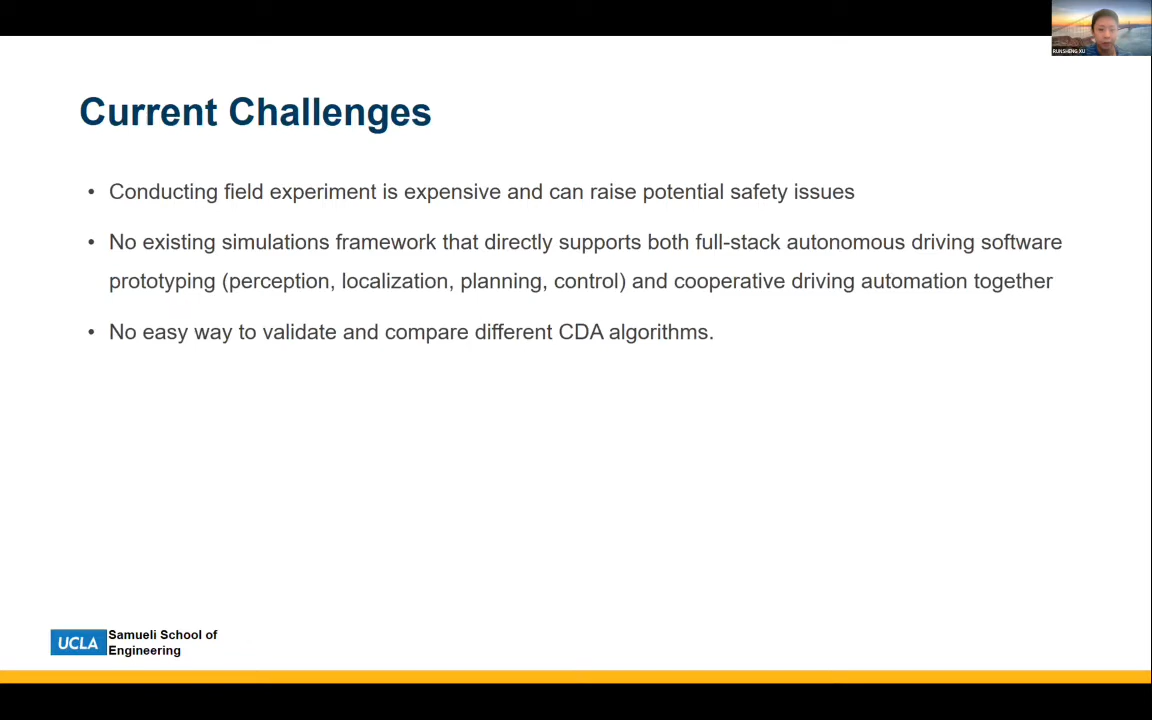 RUNSHENG XU
Current Challenges
• Conducting field experiment is expensive and can raise potential safety issues
• No existing simulations framework that directly supports both full-stack autonomous driving software
prototyping (perception, localization, planning, control) and cooperative driving automation together
• No easy way to validate and compare different CDA algorithms.
UCLA Samueli School of
Engineering